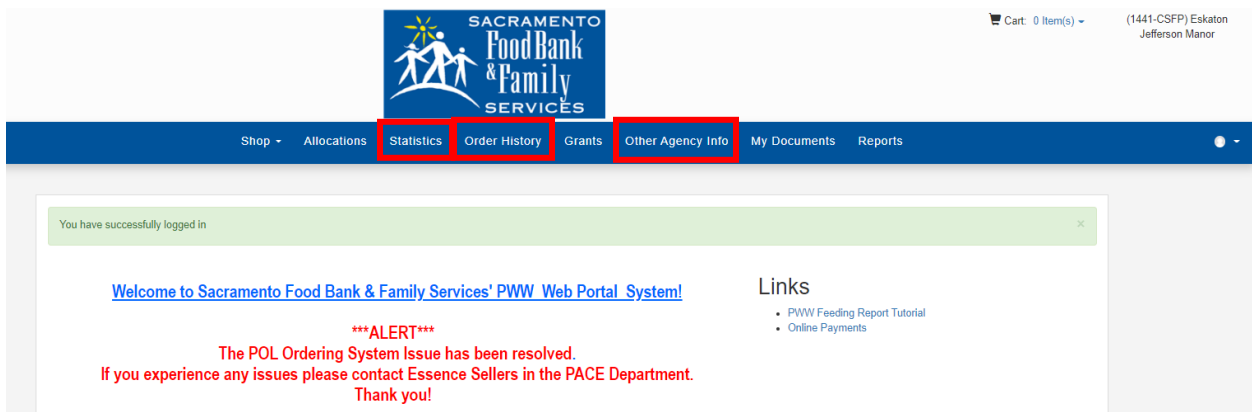 SACRAMENTO
Food Bank
& Family
SERVICES
Cart: 0 Item(s)
(1441-CSFP) Eskaton
Jefferson Manor
Shop Allocations Statistics Order History Grants Other Agency Info My Documents Reports
You have successfully logged in ×
Welcome to Sacramento Food Bank & Family Services' PWW Web Portal System!
***ALERT***
The POL Ordering System Issue has been resolved.
If you experience any issues please contact Essence Sellers in the PACE Department.
Thank you!
Links
• PWW Feeding Report Tutorial
• Online Payments